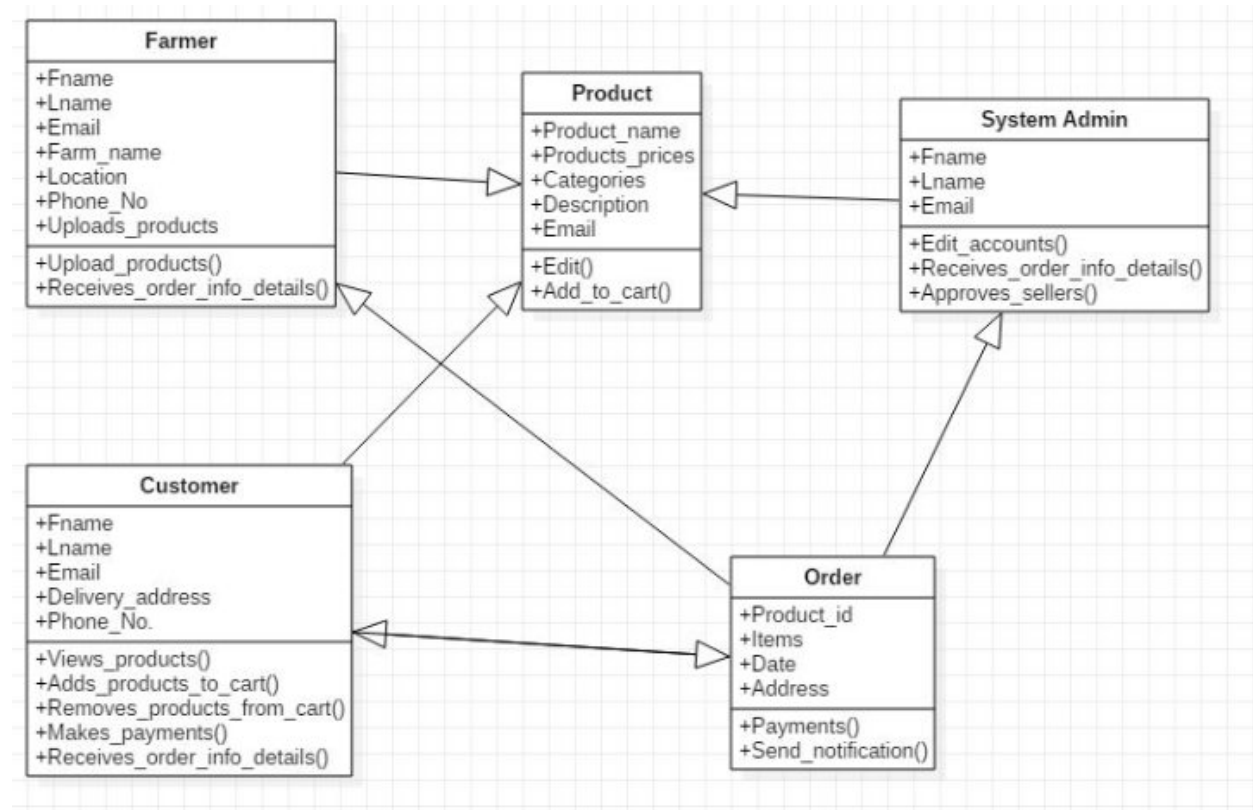 Farmer
+Fname
+Lname
+Email
+Farm_name
+Location
+Phone_No
+Uploads_products
+Upload_products()
+Receives_order_info_details()
Product
+Product_name
+Products_prices
+Categories
+Description
+Email
+Edit()
+Add_to_cart()
System Admin
+Fname
+Lname
+Email
+Edit_accounts()
+Receives_order_info_details()
+Approves_sellers()
Customer
+Fname
+Lname
+Email
+Delivery_address
+Phone_No.
+Views_products()
+Adds_products_to_cart()
+Removes_products_from_cart()
+Makes_payments()
+Receives_order_info_details()
Order
+Product_id
+Items
+Date
+Address
+Payments()
+Send_notification()